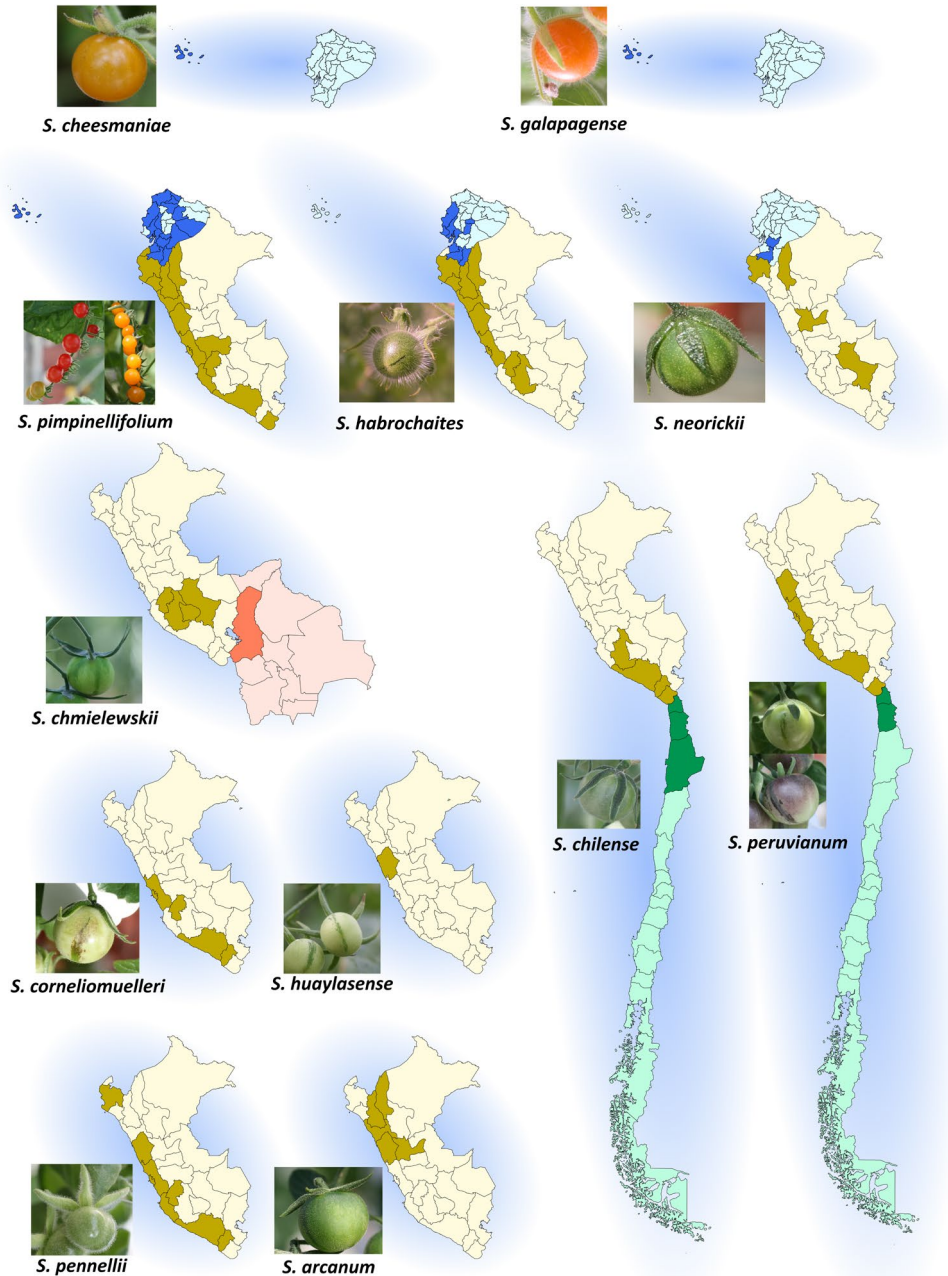 S. cheesmaniae
S. galapagense
S. pimpinellifolium
S. habrochaites
S. neorickii
S. chmielewskii
S. chilense
S. peruvianum
S. corneliomuelleri
S. huaylasense
S. pennellii
S. arcanum